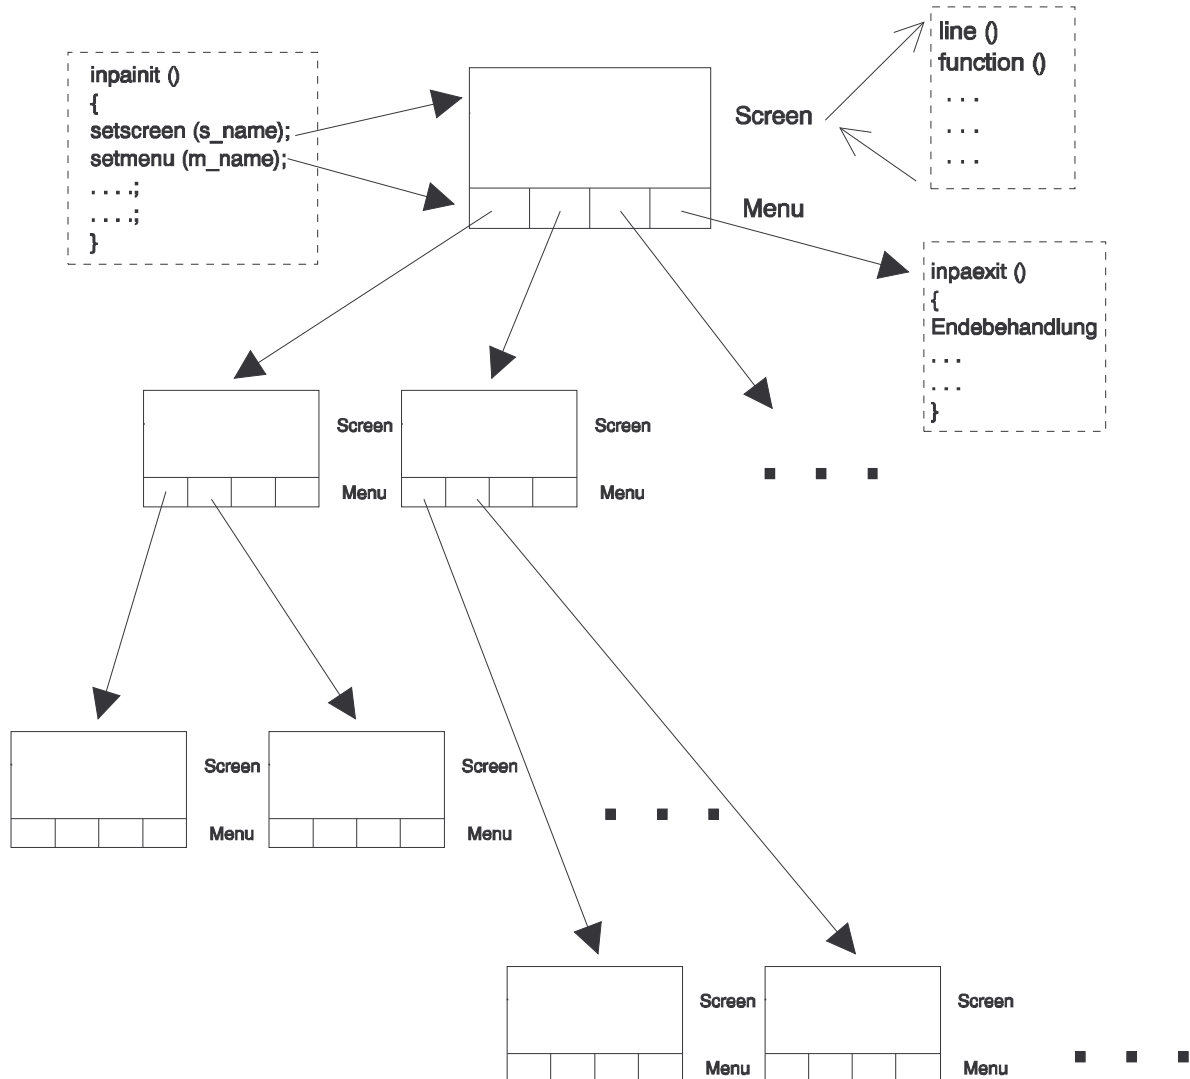 inpainit ()
{
setscreen (s_name);
setmenu (m_name);
. . . .;
. . . .;
}
Screen
Menu
line ()
function ()
. . .
. . .
. . .
inpaexit ()
{
Endebehandlung
. . .
. . .
}
Screen
Menu
Screen
Menu
. . .
Screen
Menu
Screen
Menu
. . .
Screen
Menu
Screen
Menu
. . .